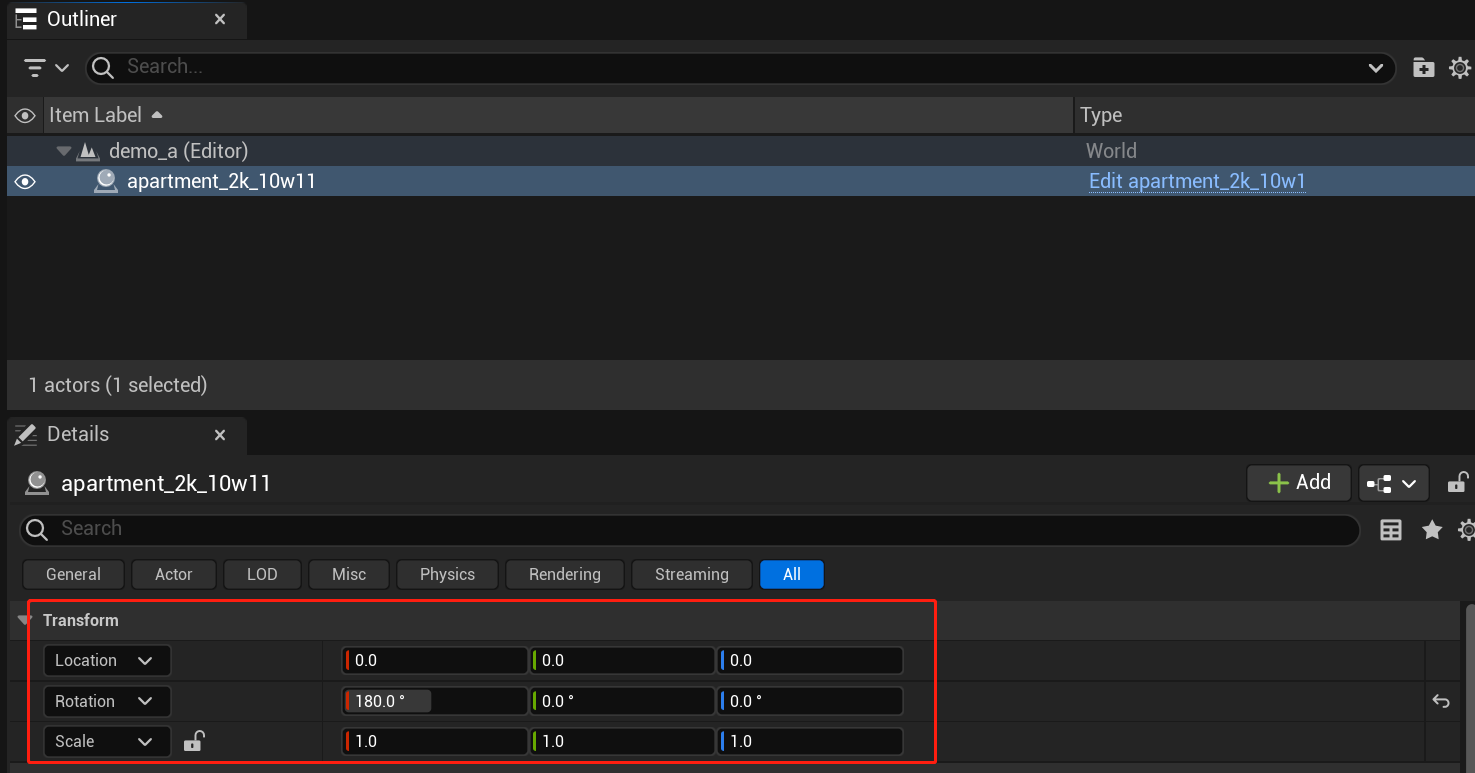 Outliner
Search...
Item Label Type
demo_a (Editor) World
apartment_2k_10w11 Edit apartment_2k_10w1
1 actors (1 selected)
Details
apartment_2k_10w11 Add
Search
General Actor LOD Misc Physics Rendering Streaming All
Transform
Location 0.0 0.0 0.0
Rotation 180.0 ° 0.0 ° 0.0 °
Scale 1.0 1.0 1.0